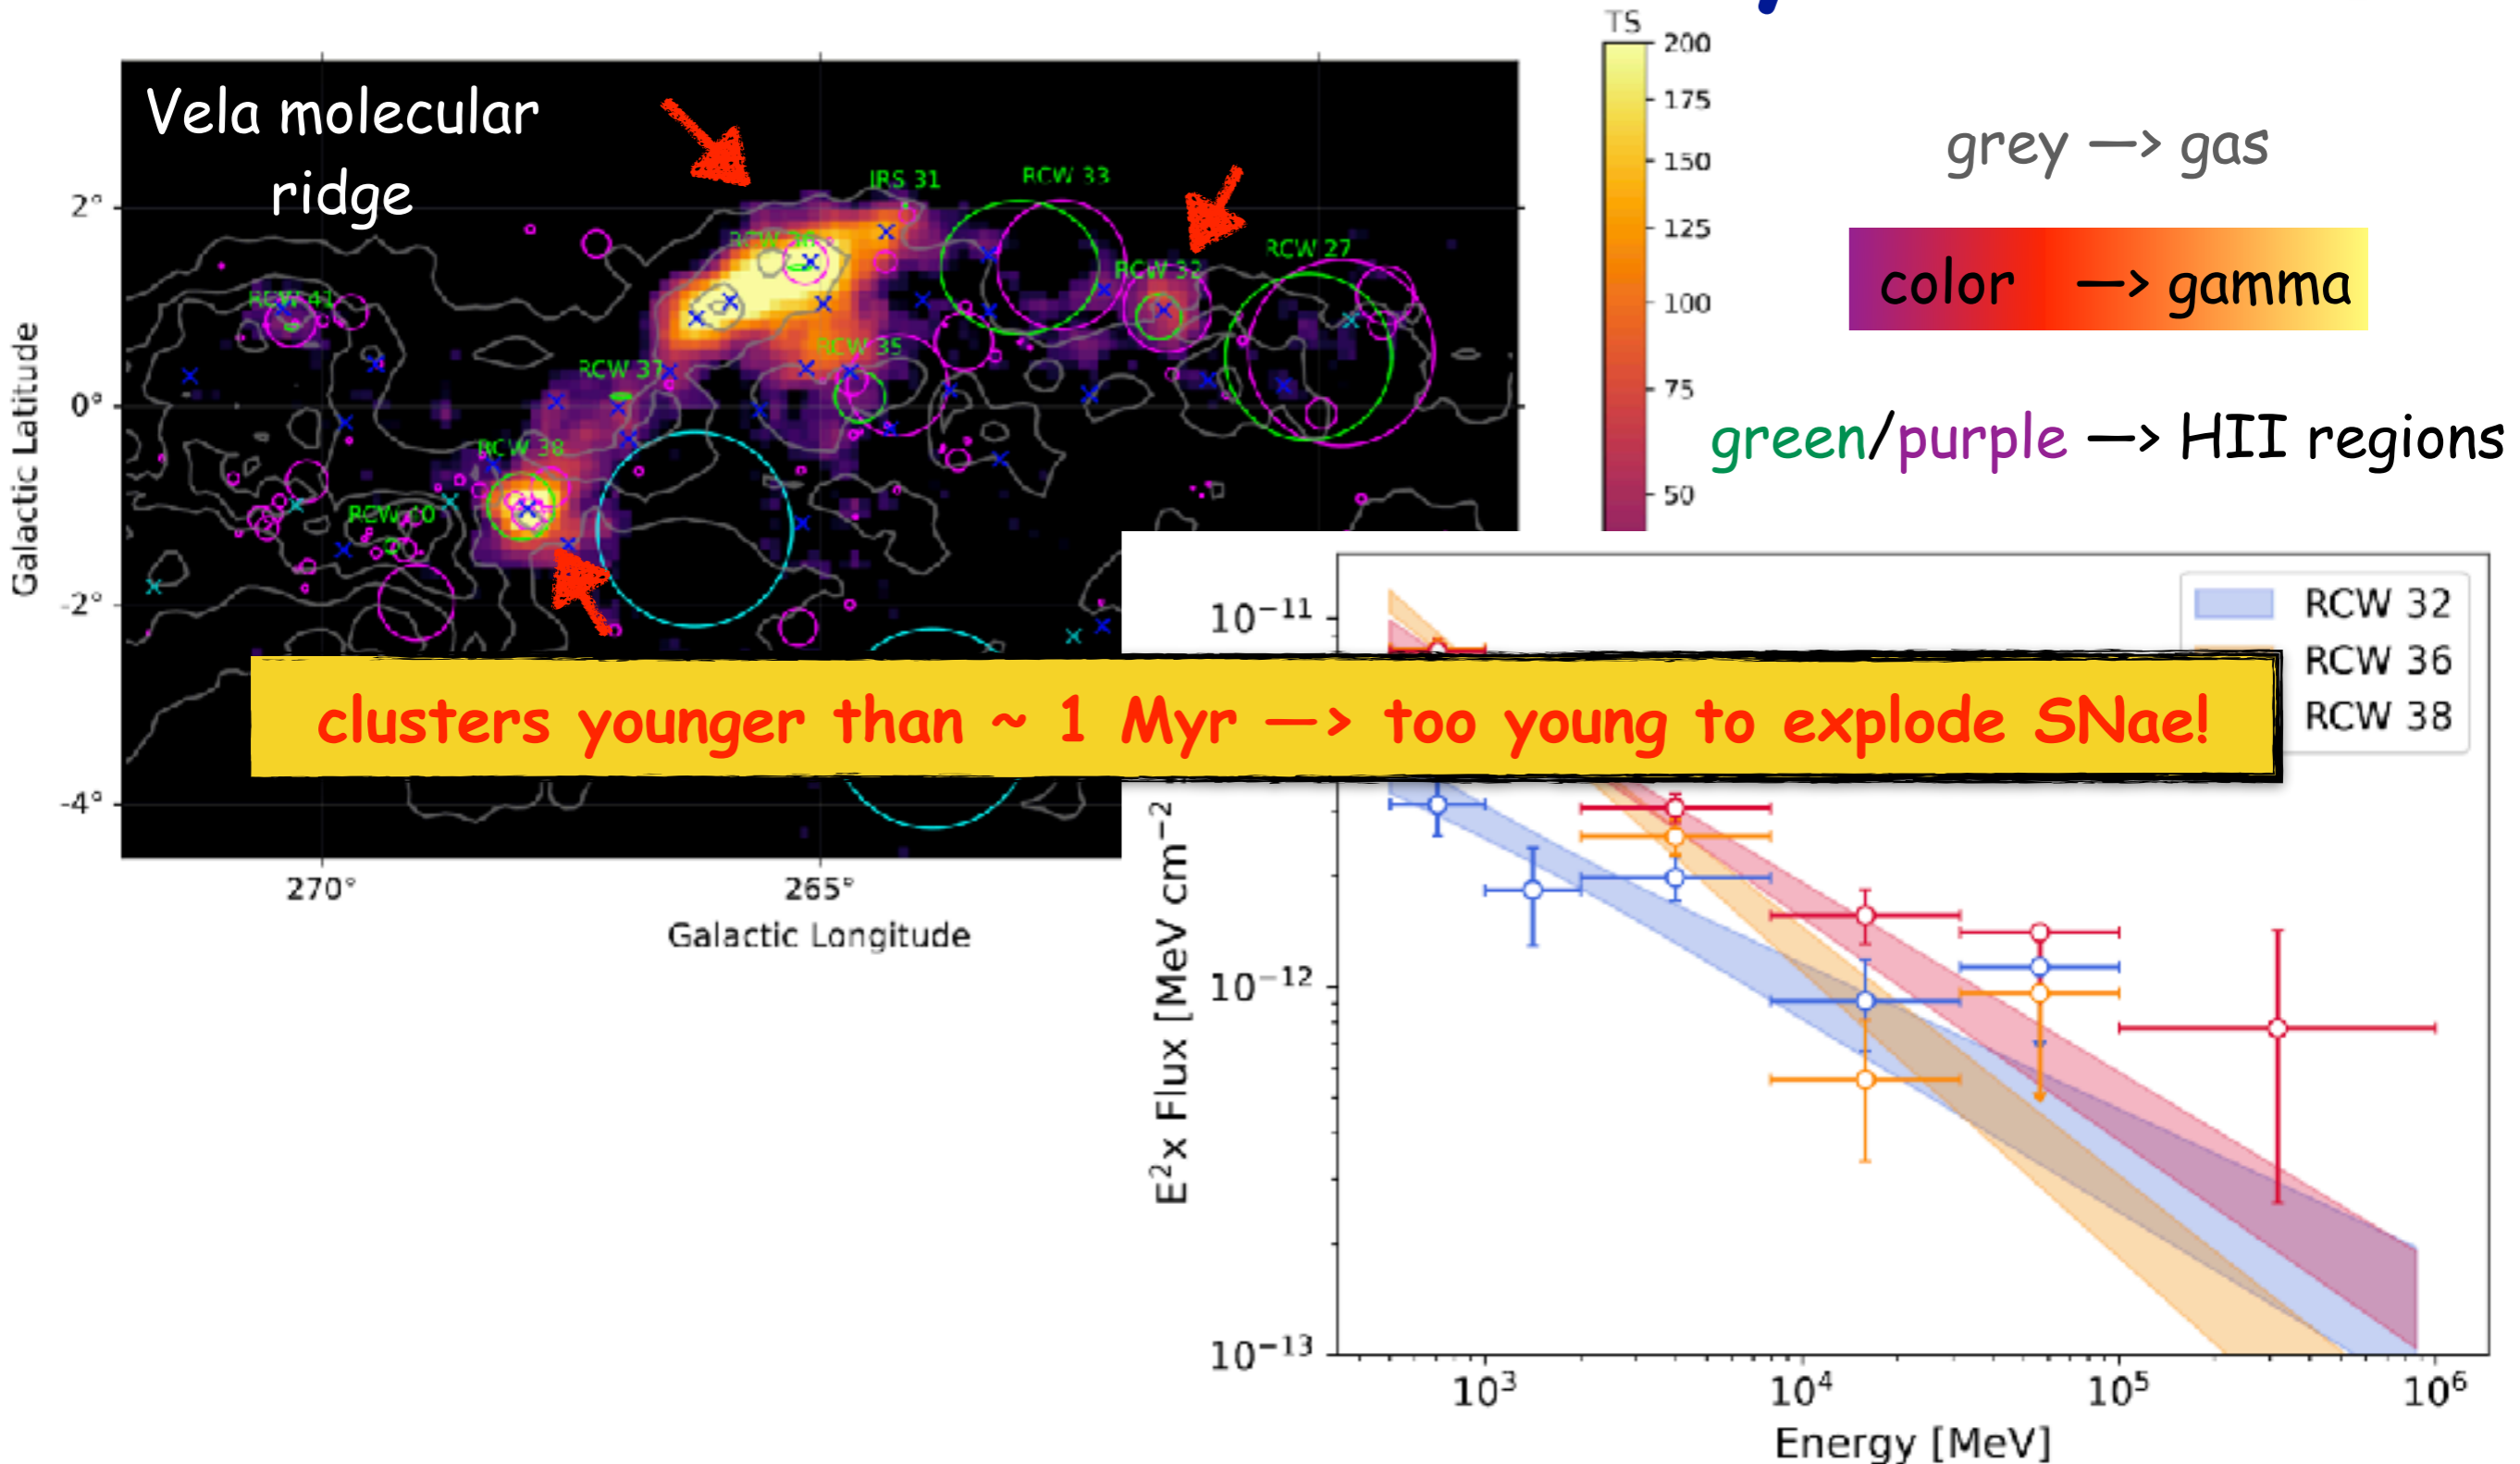 TS
200
175
150
125
100
75
50
Vela molecular
ridge
IRS 31
RCW 33
RCW 27
RCW 32
RCW 41
RCW 35
RCW 37
RCW 38
RCW 40
2°
0°
-2°
-4°
Galactic Latitude
270°
265°
Galactic Longitude
grey —> gas
color —> gamma
green/purple —> HII regions
clusters younger than ~ 1 Myr —> too young to explode SNae!
RCW 32
RCW 36
RCW 38
10⁻¹¹
10⁻¹²
10⁻¹³
E²x Flux [MeV cm⁻²
10³
10⁴
10⁵
10⁶
Energy [MeV]